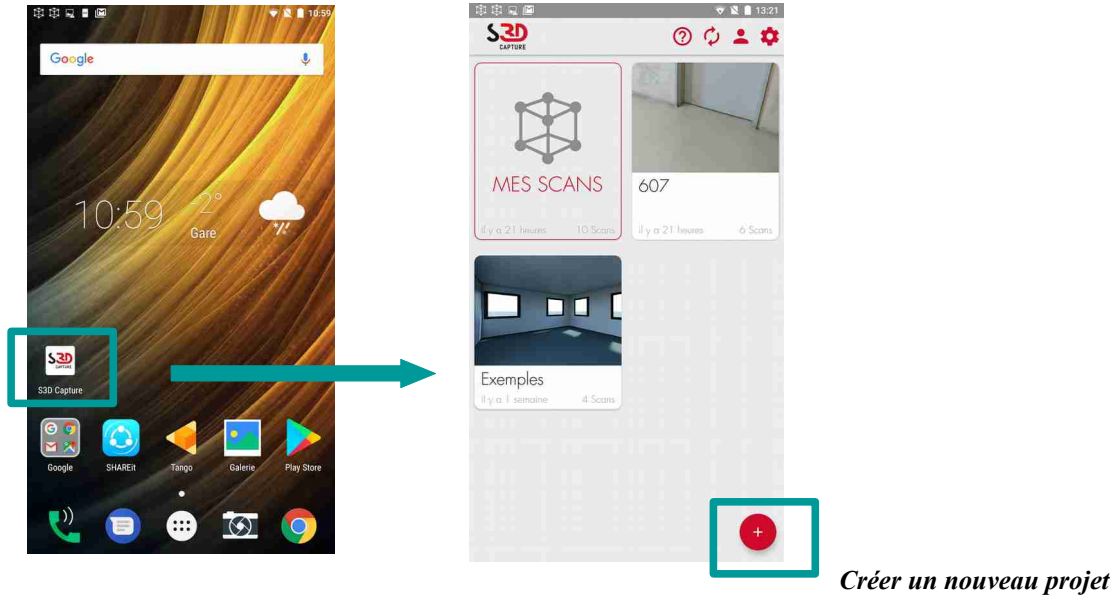 10:59
Google
10:59
-2°
Gare
S3D
CAPTURE
S3D Capture
Google
SHAREit
Tango
Galerie
Play Store
13:21
S3D
CAPTURE
MES SCANS
il y a 21 heures
10 Scans
607
il y a 21 heures
6 Scans
Exemples
il y a 1 semaine
4 Scans
Créer un nouveau projet